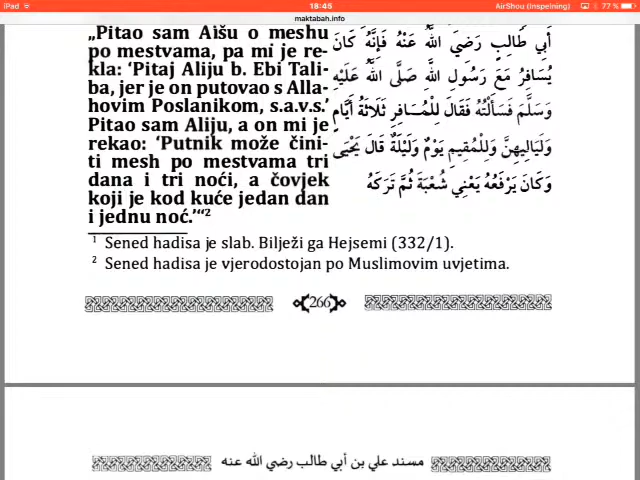 iPad
18:45
AirShou (inspelning)
77 %
maktabah.info
„Pitao sam Aišu o meshu
po mestvama, pa mi je re-
kla: ‘Pitaj Aliju b. Ebi Tali-
ba, jer je on putovao s Alla-
hovim Poslanikom, s.a.v.s.’
Pitao sam Aliju, a on mi je
rekao: ‘Putnik može čini-
ti mesh po mestvama tri
dana i tri noći, a čovjek
koji je kod kuće jedan dan
i jednu noć.’“2
أَبِي طَالِبٍ رَضِيَ اللَّهُ عَنْهُ فَإِنَّهُ كَانَ
يُسَافِرُ مَعَ رَسُولِ اللَّهِ صَلَّى اللَّهُ عَلَيْهِ
وَسَلَّمَ فَسَأَلْتُهُ فَقَالَ لِلْمُسَافِرِ ثَلَاثَةُ أَيَّامٍ
وَلَيَالِيهِنَّ وَلِلْمُقِيمِ يَوْمٌ وَلَيْلَةٌ قَالَ يَحْيَى
وَكَانَ يَرْفَعُهُ يَعْنِي شُعْبَةَ ثُمَّ تَرَكَهُ
1 Sened hadisa je slab. Bilježi ga Hejsemi (332/1).
2 Sened hadisa je vjerodostojan po Muslimovim uvjetima.
266
مسند علي بن أبي طالب رضي الله عنه